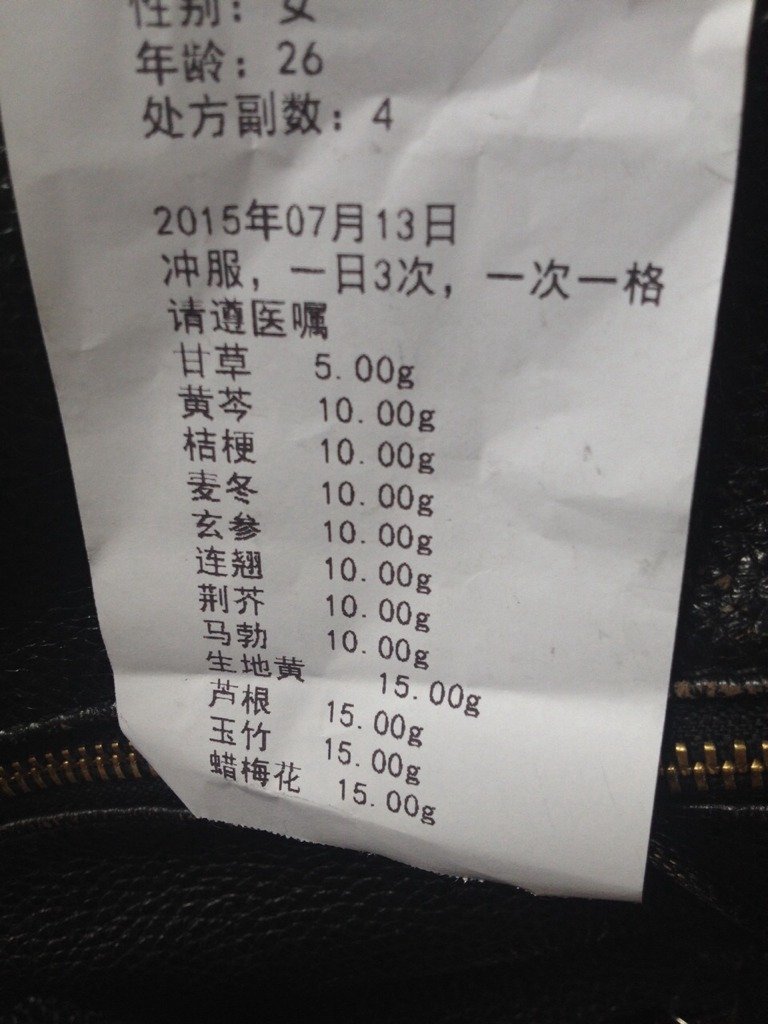 性别：女
年龄：26
处方副数：4
2015年07月13日
冲服，一日3次，一次一格
请遵医嘱
甘草 5.00g
黄芩 10.00g
桔梗 10.00g
麦冬 10.00g
玄参 10.00g
连翘 10.00g
荆芥 10.00g
马勃 10.00g
生地黄 15.00g
芦根 15.00g
玉竹 15.00g
蜡梅花 15.00g